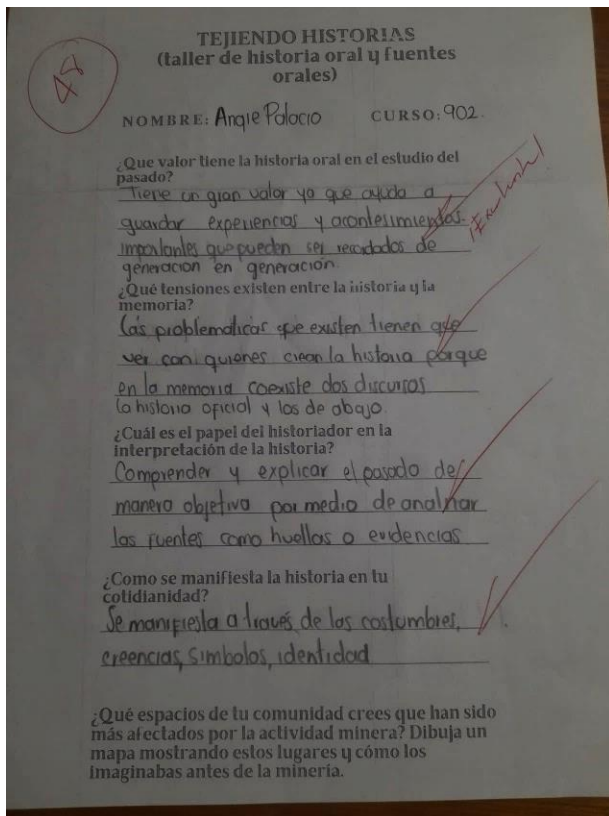 48
TEJIENDO HISTORIAS
(taller de historia oral y fuentes
orales)
NOMBRE: Angie Palacio CURSO: 902.
¿Que valor tiene la historia oral en el estudio del
pasado?
Tiene un gran valor ya que ayuda a
guardar experiencias y acontesimientos
importantes que pueden ser recordados de
generacion en generación.
¿Qué tensiones existen entre la historia y la
memoria?
Las problematicas que existen tienen que
ver con quienes crean la historia porque
en la memoria coexiste dos discursos
la historia oficial y los de abajo.
¿Cuál es el papel del historiador en la
interpretación de la historia?
Comprender y explicar el pasado de
manera objetiva por medio de analizar
las fuentes como huellas o evidencias
¿Como se manifiesta la historia en tu
cotidianidad?
Se manifiesta a través de las costumbres,
creencias, simbolos, identidad
¿Qué espacios de tu comunidad crees que han sido
más afectados por la actividad minera? Dibuja un
mapa mostrando estos lugares y cómo los
imaginabas antes de la minería.